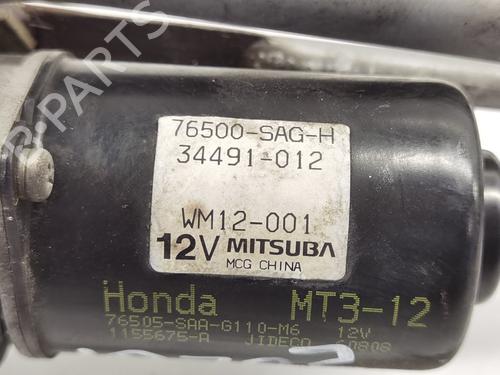 76500-SAG-H
34491-012
WM12-001
12V MITSUBA
MCG CHINA
Honda MT3-12
76505-SAA-G110-M6 12V
1155675-A JIDECO 60808